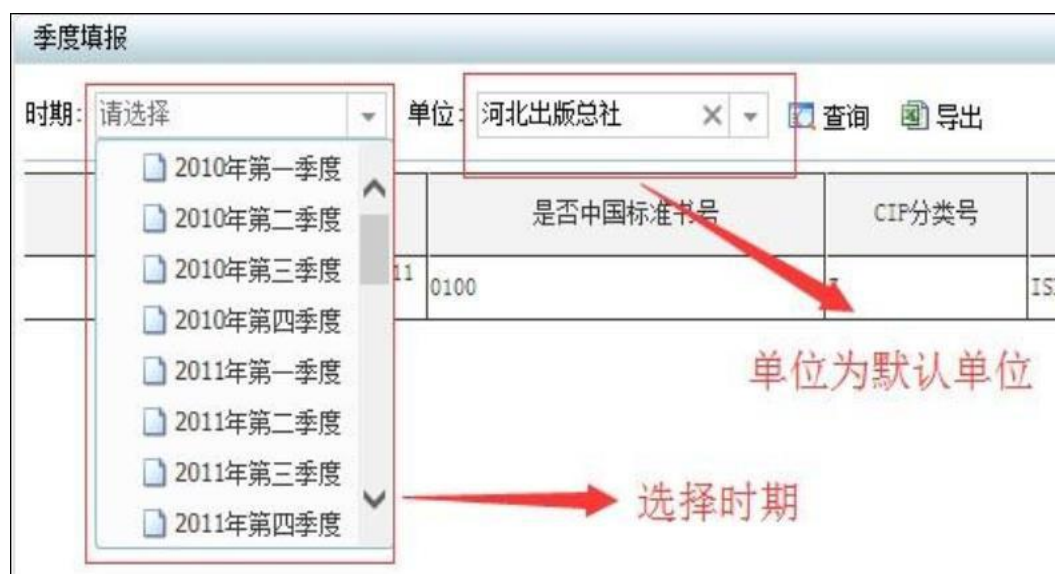 季度填报
时期: 请选择 单位: 河北出版总社 查询 导出
2010年第一季度
2010年第二季度
2010年第三季度
2010年第四季度
2011年第一季度
2011年第二季度
2011年第三季度
2011年第四季度
是否中国标准书号 CIP分类号
11 0100
单位为默认单位
选择时期